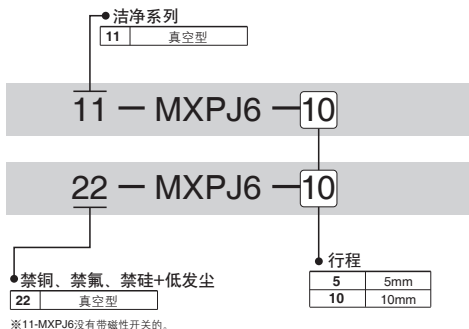 洁净系列
11 真空型
11 — MXPJ6 — 10
22 — MXPJ6 — 10
禁铜、禁氟、禁硅+低发尘
22 真空型
※11-MXPJ6没有带磁性开关的。
行程
5 5mm
10 10mm